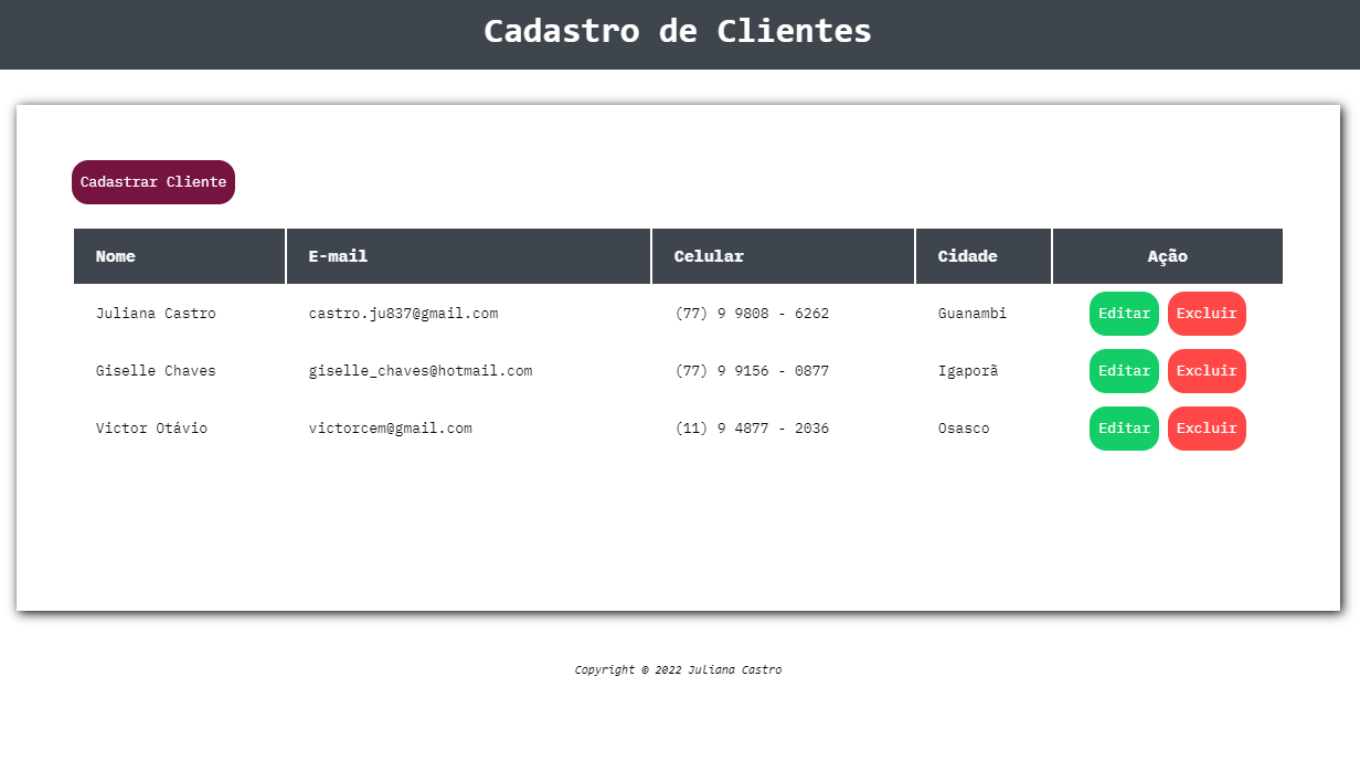 Cadastro de Clientes
Cadastrar Cliente
Nome E-mail Celular Cidade Ação
Juliana Castro castro.ju837@gmail.com (77) 9 9808 - 6262 Guanambi Editar Excluir
Giselle Chaves giselle_chaves@hotmail.com (77) 9 9156 - 0877 Igaporã Editar Excluir
Victor Otávio victorcem@gmail.com (11) 9 4877 - 2036 Osasco Editar Excluir
Copyright © 2022 Juliana Castro